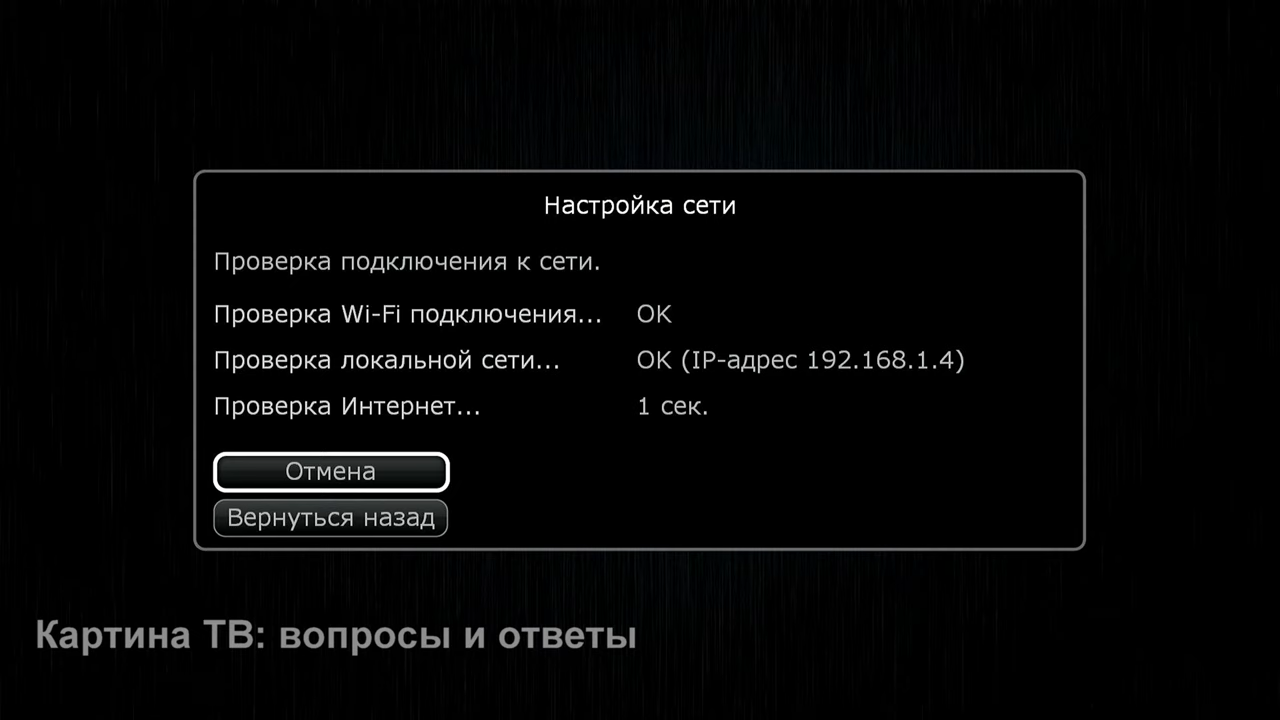 Настройка сети
Проверка подключения к сети.
Проверка Wi-Fi подключения... OK
Проверка локальной сети... OK (IP-адрес 192.168.1.4)
Проверка Интернет... 1 сек.
Отмена
Вернуться назад
Картина ТВ: вопросы и ответы